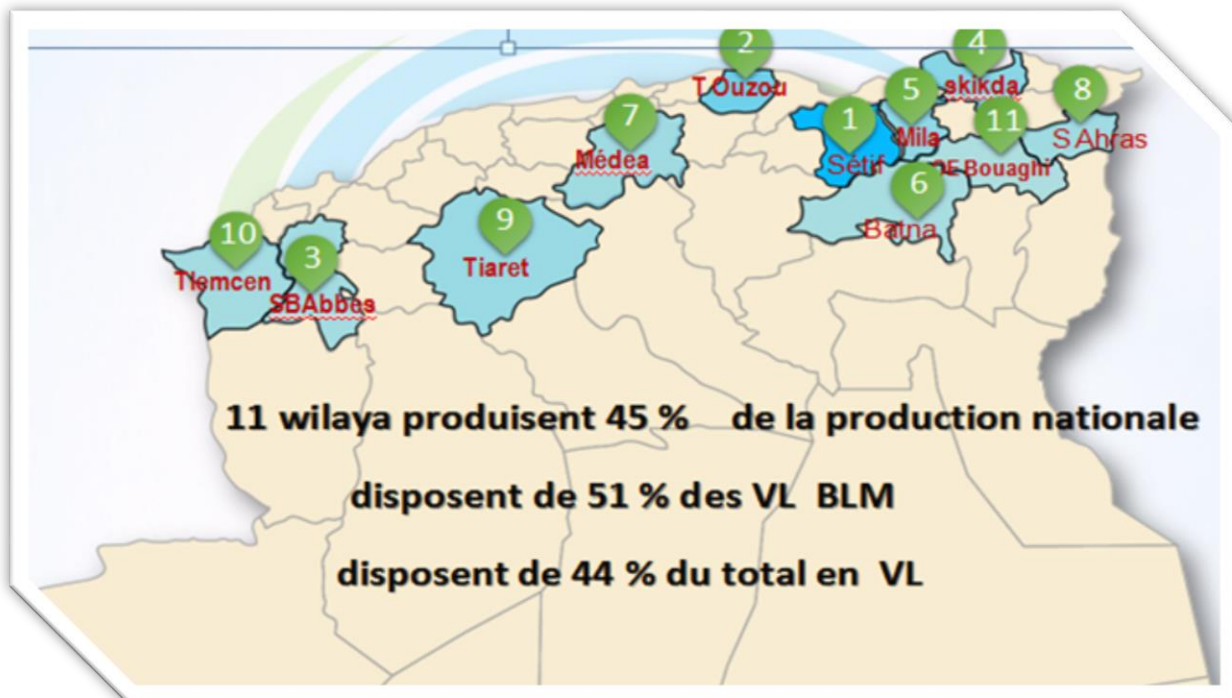 2
T Ouzou
4
skikda
5
Mila
8
S Ahras
7
Médea
1
Sétif
11
OE Bouaghi
6
Batna
9
Tiaret
10
Tlemcen
3
SBAbbes
11 wilaya produisent 45 % de la production nationale
disposent de 51 % des VL BLM
disposent de 44 % du total en VL